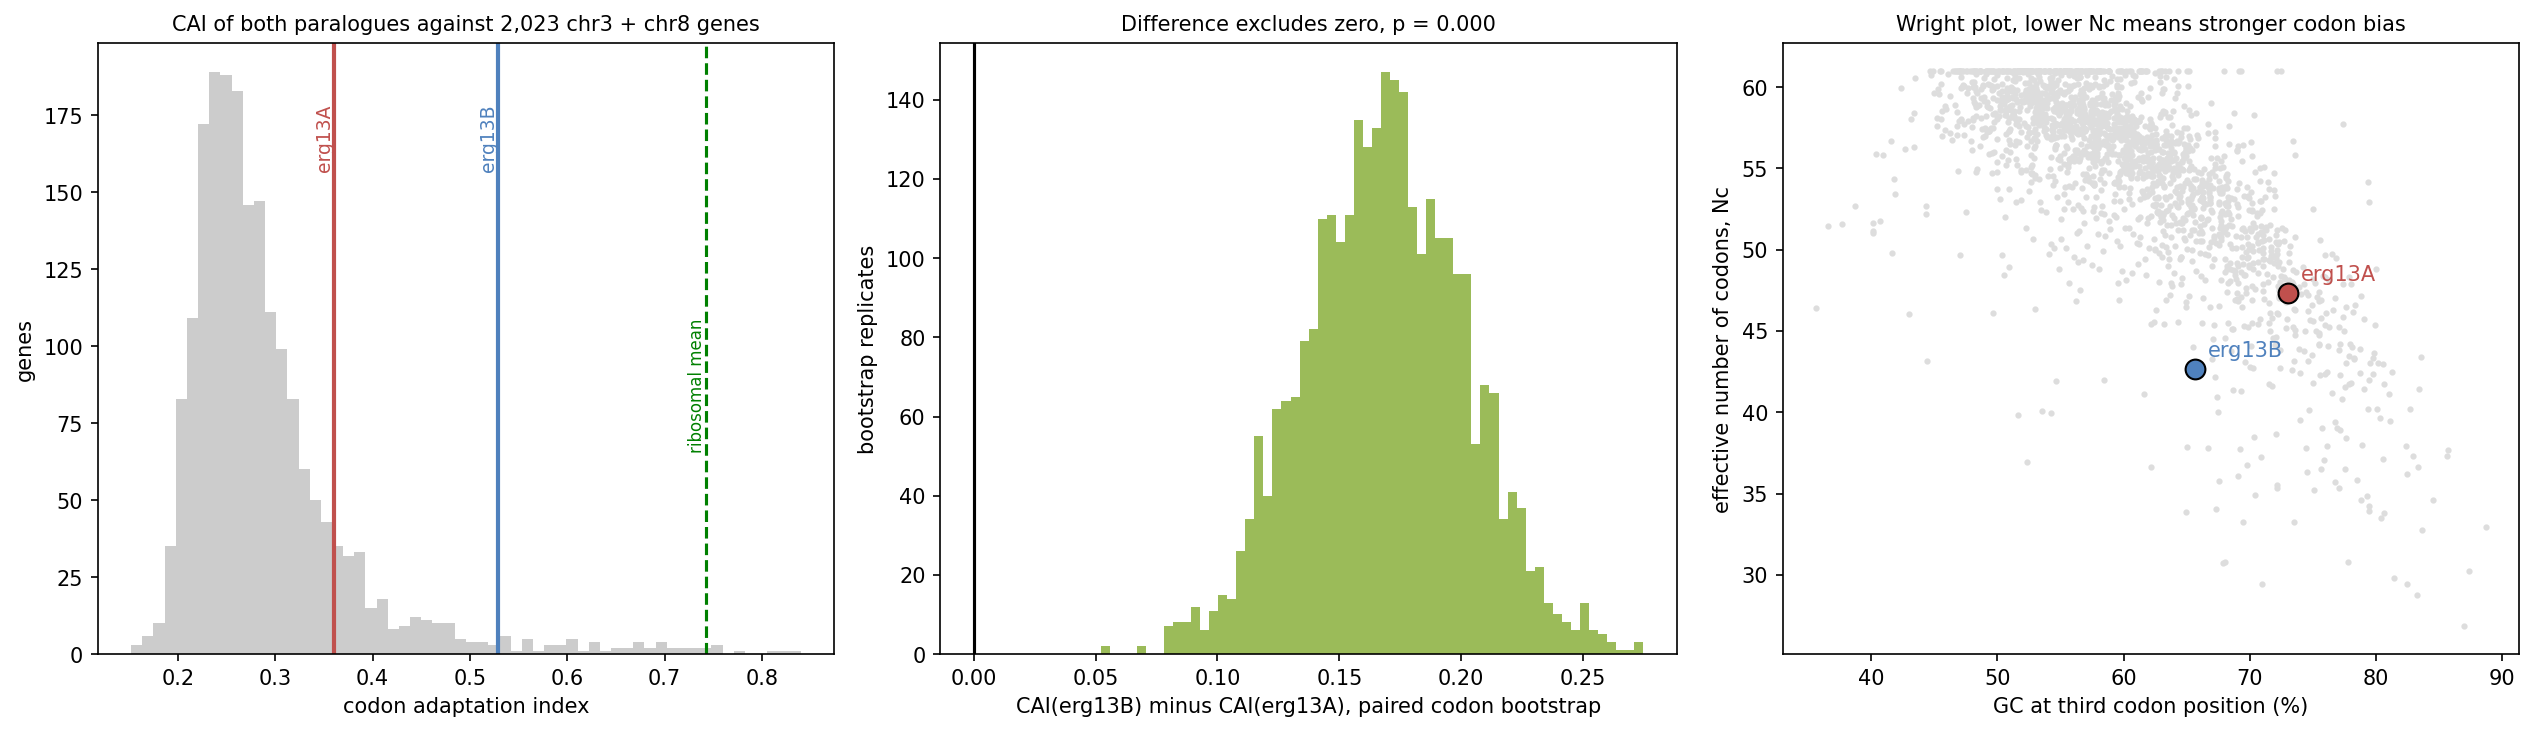 CAI of both paralogues against 2,023 chr3 + chr8 genes
genes
175
150
125
100
75
50
25
0
erg13A
erg13B
ribosomal mean
0.2 0.3 0.4 0.5 0.6 0.7 0.8
codon adaptation index
Difference excludes zero, p = 0.000
bootstrap replicates
140
120
100
80
60
40
20
0
0.00 0.05 0.10 0.15 0.20 0.25
CAI(erg13B) minus CAI(erg13A), paired codon bootstrap
Wright plot, lower Nc means stronger codon bias
effective number of codons, Nc
60
55
50
45
40
35
30
erg13A
erg13B
40 50 60 70 80 90
GC at third codon position (%)